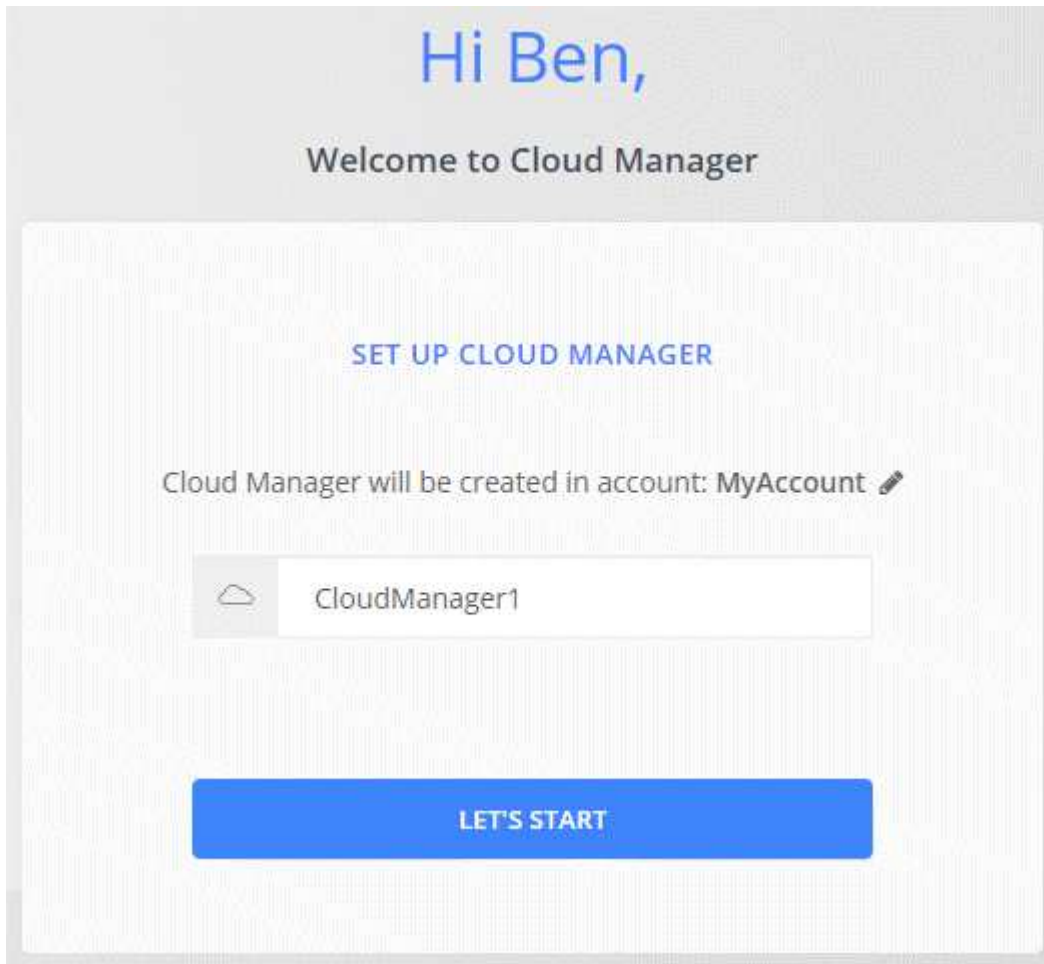 Hi Ben,
Welcome to Cloud Manager
SET UP CLOUD MANAGER
Cloud Manager will be created in account: MyAccount
CloudManager1
LET'S START